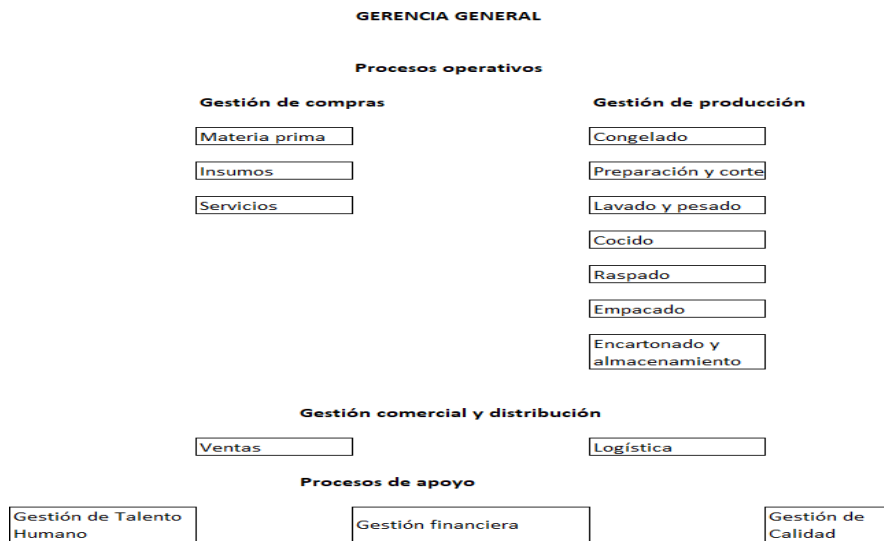 GERENCIA GENERAL
Procesos operativos
Gestión de compras
Materia prima
Insumos
Servicios
Gestión de producción
Congelado
Preparación y corte
Lavado y pesado
Cocido
Raspado
Empacado
Encartonado y
almacenamiento
Gestión comercial y distribución
Ventas
Logística
Procesos de apoyo
Gestión de Talento
Humano
Gestión financiera
Gestión de
Calidad